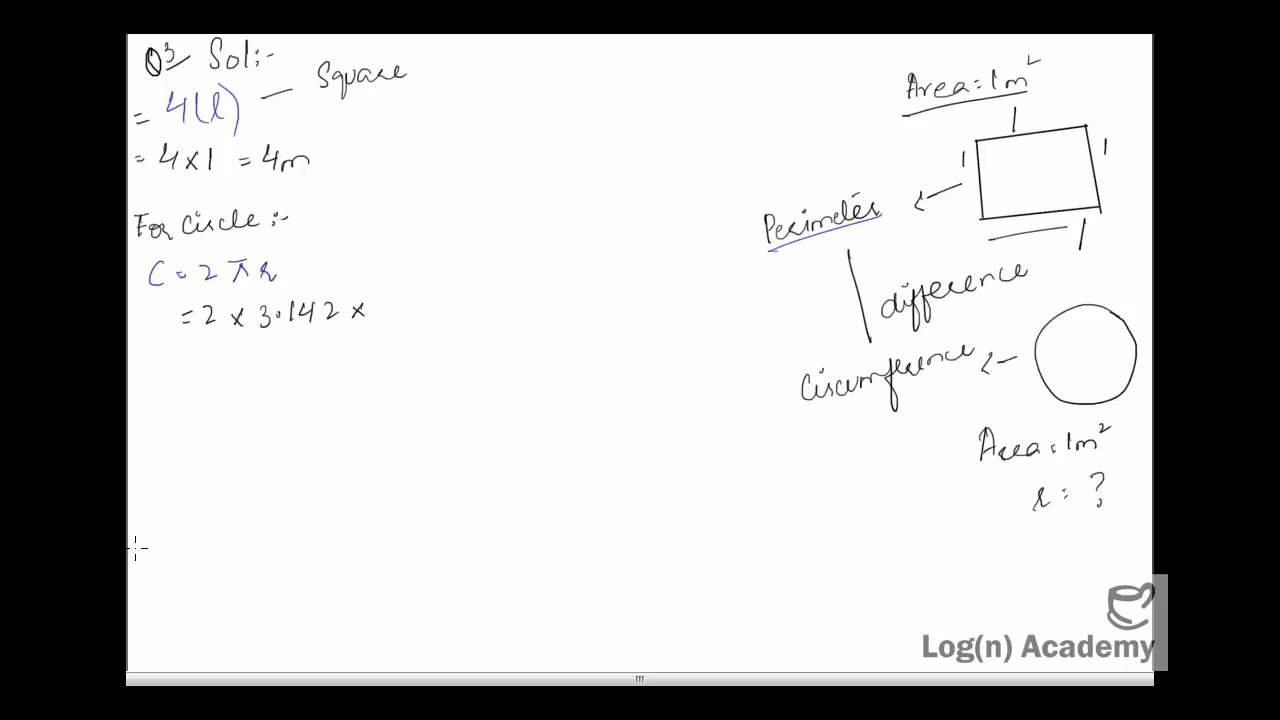 Q3 Sol:-
= 4(l) — Square
= 4 x 1 = 4m
For Circle :-
C = 2πr
= 2 x 3.142 x
Area = 1m²
1
1
1
1
Perimeter
difference
Circumference
Area = 1m²
r = ?
Log(n) Academy